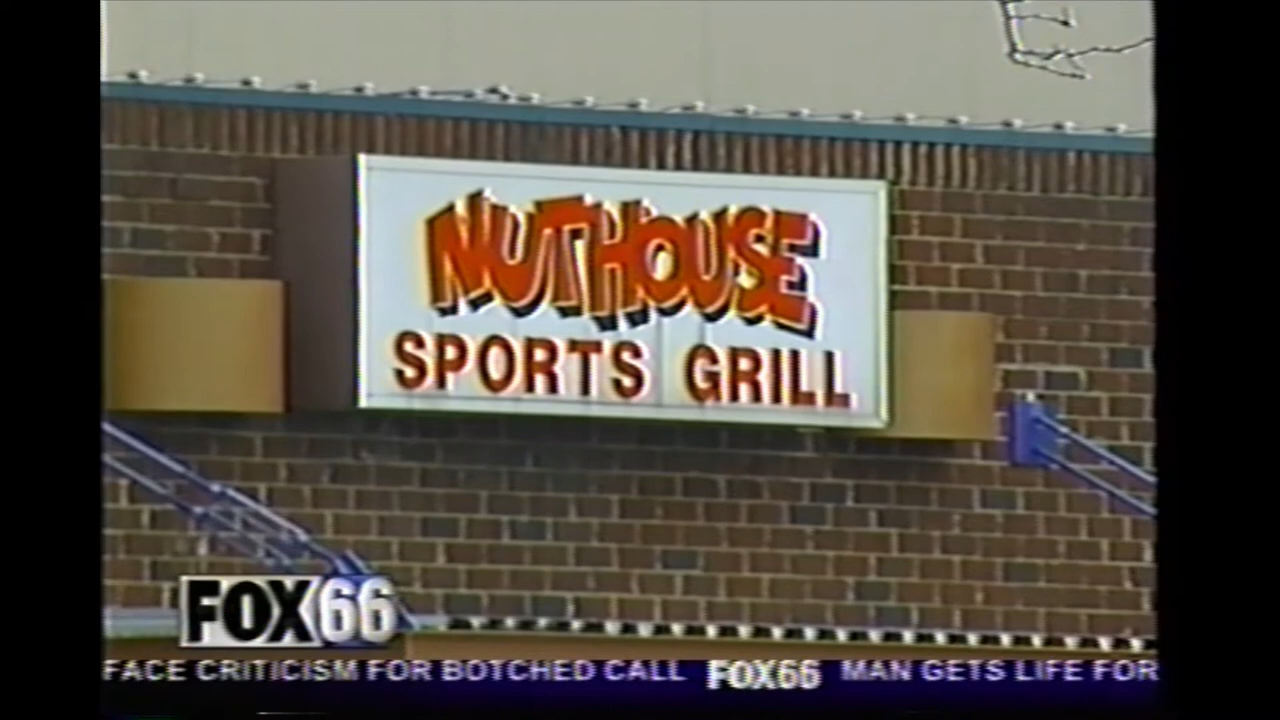 NUTHOUSE
SPORTS GRILL
FOX66
FACE CRITICISM FOR BOTCHED CALL FOX66 MAN GETS LIFE FOR